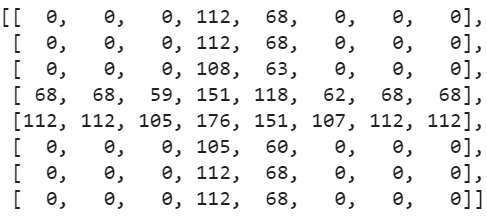 [[  0,   0,   0, 112,  68,   0,   0,   0],
 [  0,   0,   0, 112,  68,   0,   0,   0],
 [  0,   0,   0, 108,  63,   0,   0,   0],
 [ 68,  68,  59, 151, 118,  62,  68,  68],
 [112, 112, 105, 176, 151, 107, 112, 112],
 [  0,   0,   0, 105,  60,   0,   0,   0],
 [  0,   0,   0, 112,  68,   0,   0,   0],
 [  0,   0,   0, 112,  68,   0,   0,   0]]